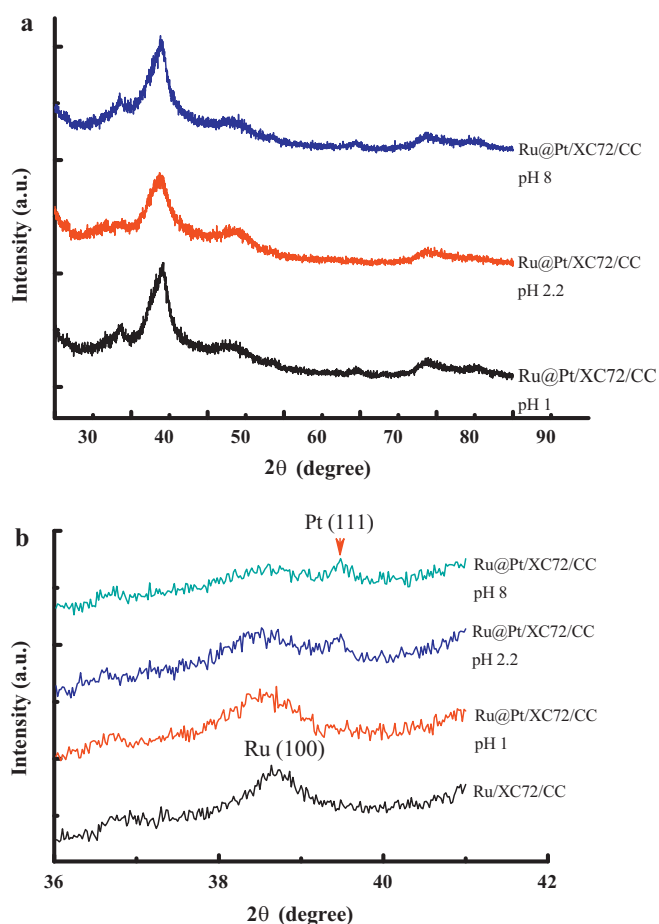 a
Intensity (a.u.)
Ru@Pt/XC72/CC
pH 8
Ru@Pt/XC72/CC
pH 2.2
Ru@Pt/XC72/CC
pH 1
30 40 50 60 70 80 90
2θ (degree)
b
Pt (111)
Intensity (a.u.)
Ru@Pt/XC72/CC
pH 8
Ru@Pt/XC72/CC
pH 2.2
Ru@Pt/XC72/CC
pH 1
Ru (100)
Ru/XC72/CC
36 38 40 42
2θ (degree)